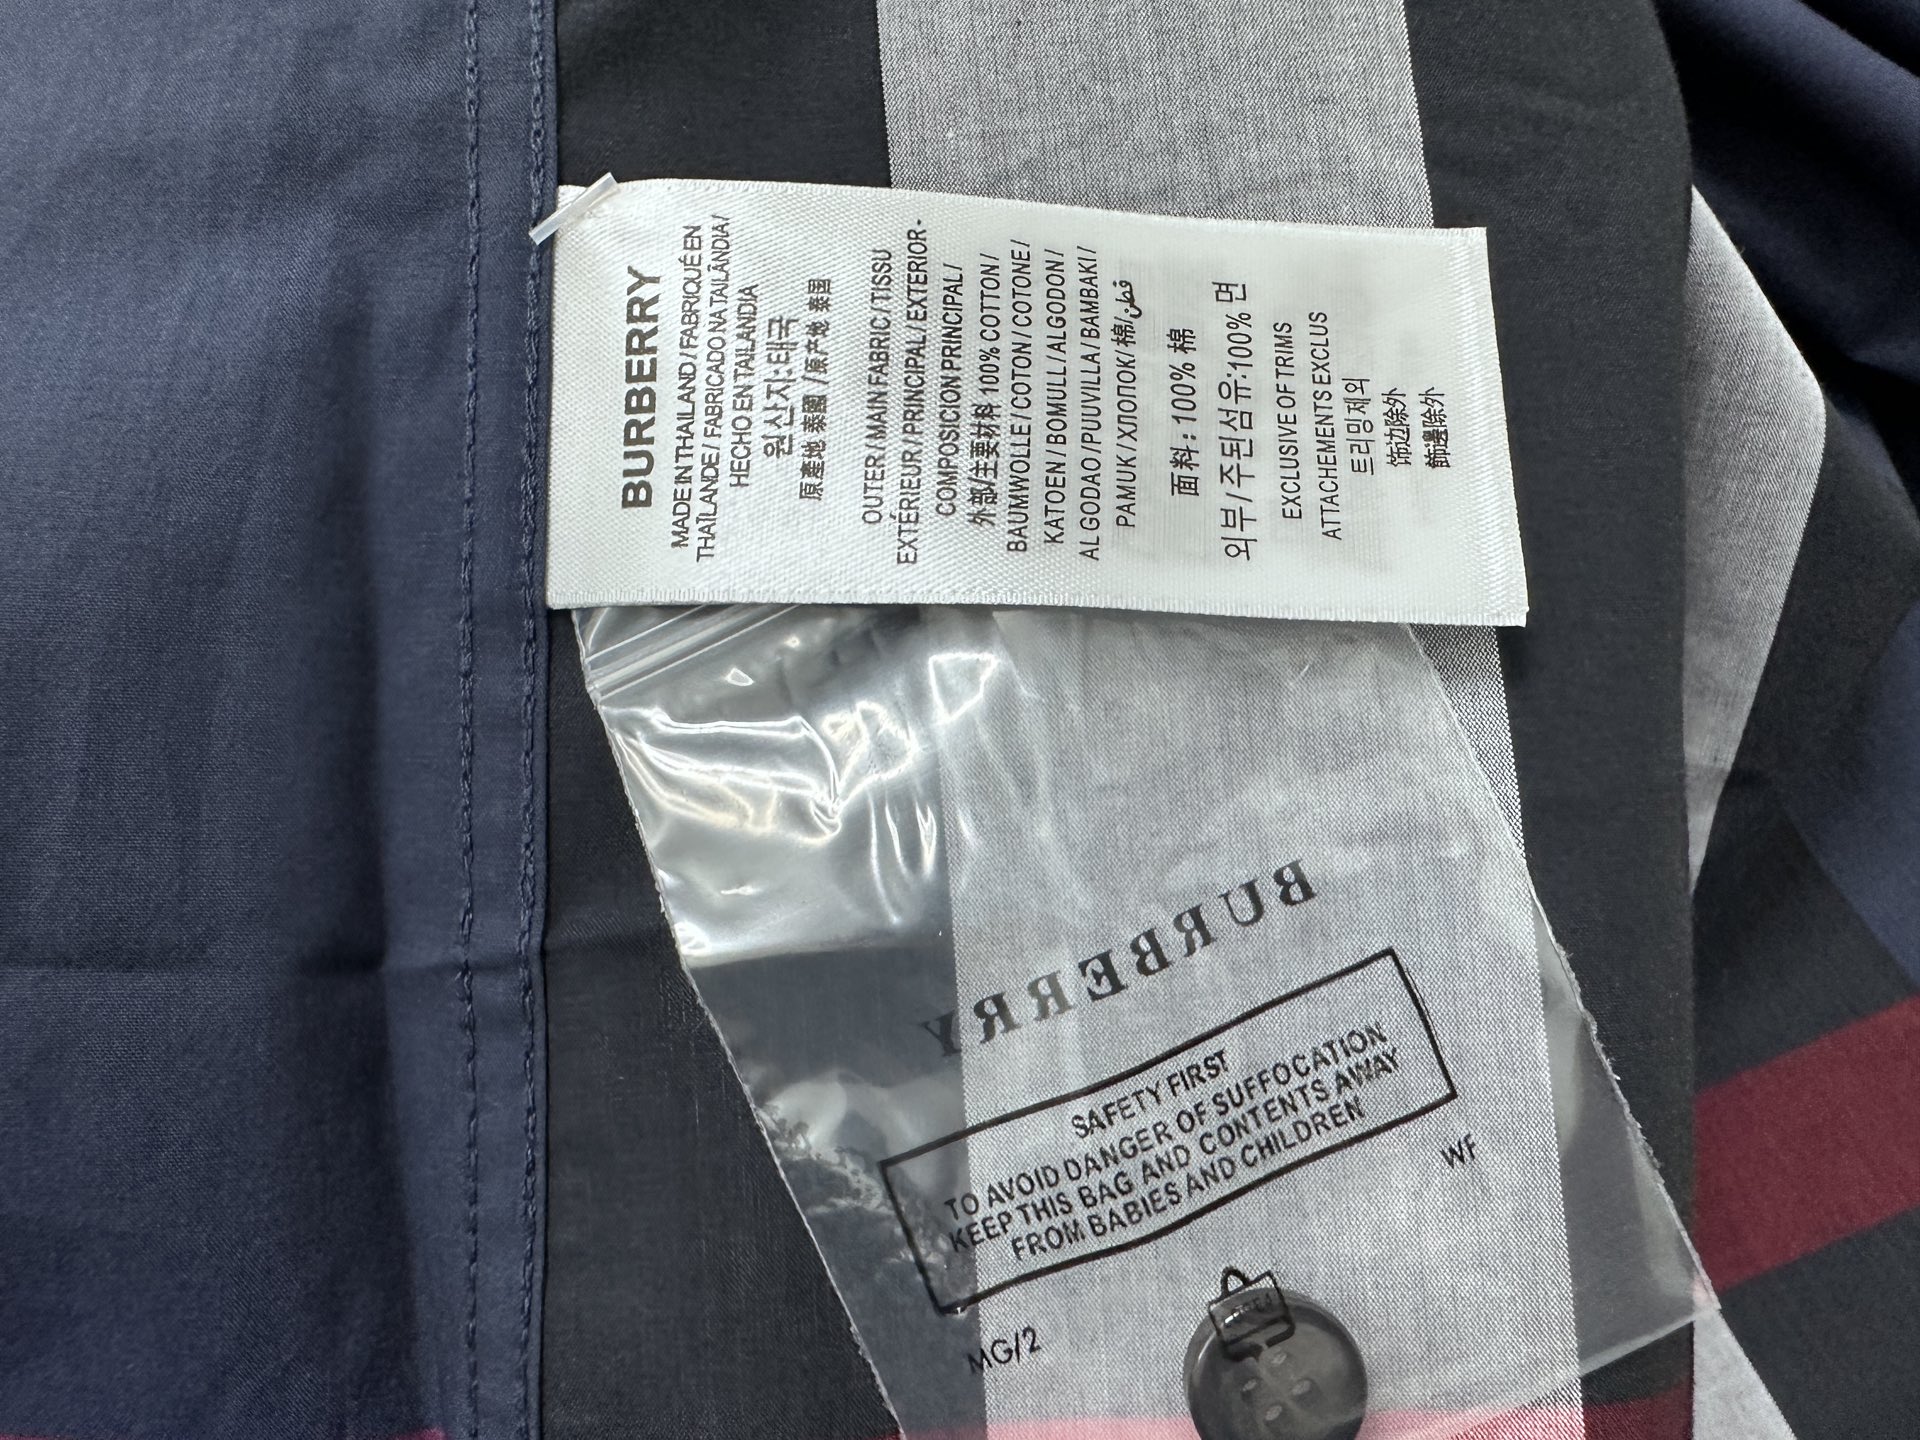 BURBERRY
MADE IN THAILAND / FABRIQUÉ EN
THAÏLANDE / FABRICADO NA TAILÂNDIA/
HECHO EN TAILANDIA
원산지:태국
原產地 泰國 / 原产地 泰国
OUTER / MAIN FABRIC / TISSU
EXTÉRIEUR / PRINCIPAL / EXTERIOR -
COMPOSICION PRINCIPAL /
外部/主要材料 100% COTTON /
BAUMWOLLE / COTON / COTONE /
KATOEN / BOMULL / ALGODON /
ALGODAO / PUUVILLA / BAMBAKI /
PAMUK / ХЛОПОК/ 棉/قطن
面料: 100% 棉
외부/주된섬유:100% 면
EXCLUSIVE OF TRIMS
ATTACHEMENTS EXCLUS
트리밍제외
饰边除外
飾邊除外
BURBERRY
SAFETY FIRST
TO AVOID DANGER OF SUFFOCATION
KEEP THIS BAG AND CONTENTS AWAY
FROM BABIES AND CHILDREN
MG/2
WF